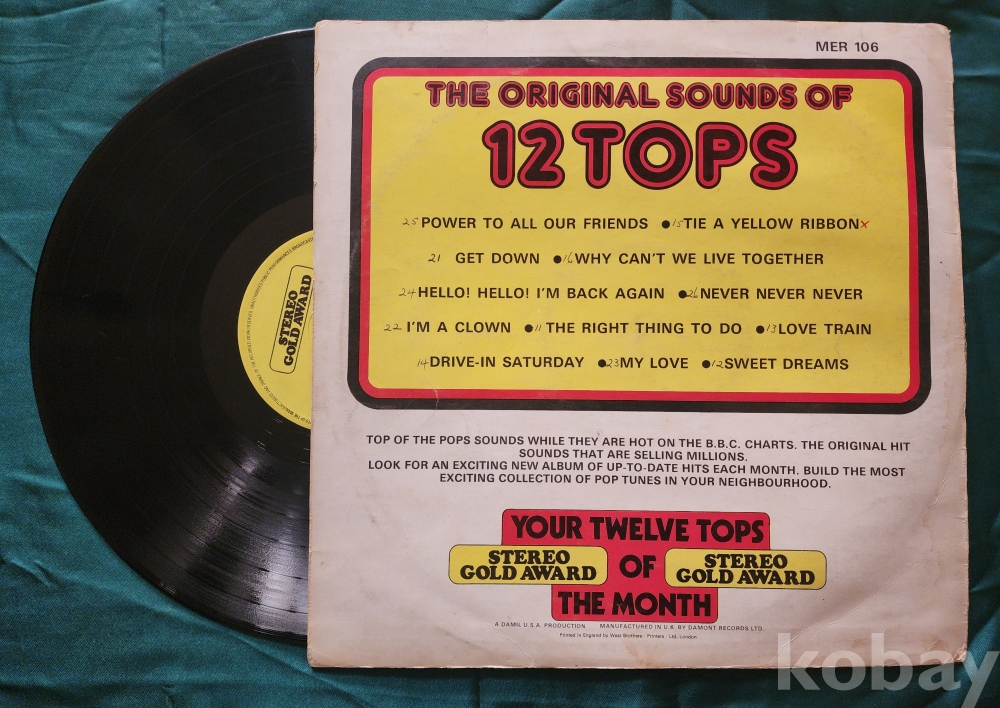 MER 106
THE ORIGINAL SOUNDS OF
12 TOPS
25 POWER TO ALL OUR FRIENDS ● 15 TIE A YELLOW RIBBON x
21 GET DOWN ● 16 WHY CAN'T WE LIVE TOGETHER
24 HELLO! HELLO! I'M BACK AGAIN ● 26 NEVER NEVER NEVER
22 I'M A CLOWN ● 11 THE RIGHT THING TO DO ● 13 LOVE TRAIN
14 DRIVE-IN SATURDAY ● 23 MY LOVE ● 12 SWEET DREAMS
TOP OF THE POPS SOUNDS WHILE THEY ARE HOT ON THE B.B.C. CHARTS. THE ORIGINAL HIT
SOUNDS THAT ARE SELLING MILLIONS.
LOOK FOR AN EXCITING NEW ALBUM OF UP-TO-DATE HITS EACH MONTH. BUILD THE MOST
EXCITING COLLECTION OF POP TUNES IN YOUR NEIGHBOURHOOD.
YOUR TWELVE TOPS
STEREO
GOLD AWARD
OF
STEREO
GOLD AWARD
THE MONTH
A DAMIL U.S.A. PRODUCTION MANUFACTURED IN U.K. BY DAMONT RECORDS LTD.
Printed in England by West Brothers · Printers · Ltd. London
STEREO
GOLD AWARD
kobay